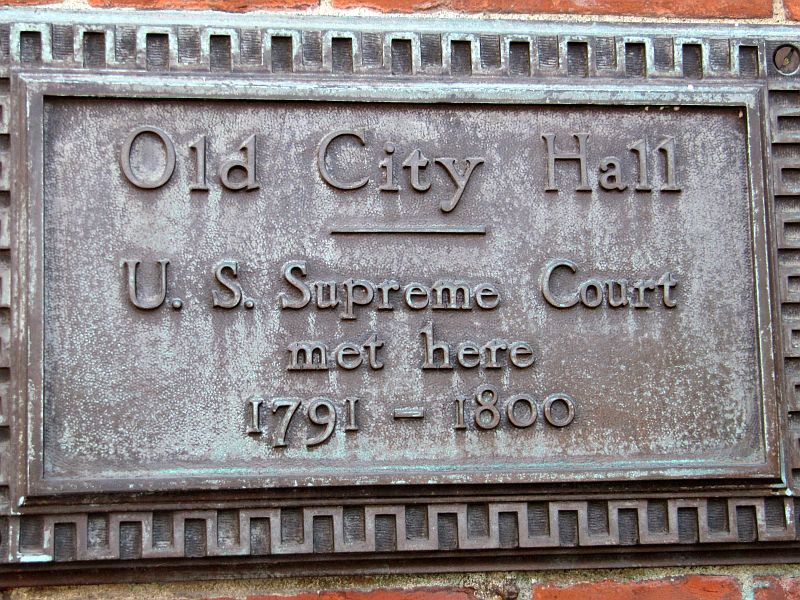 Old City Hall
U. S. Supreme Court
met here
1791 - 1800